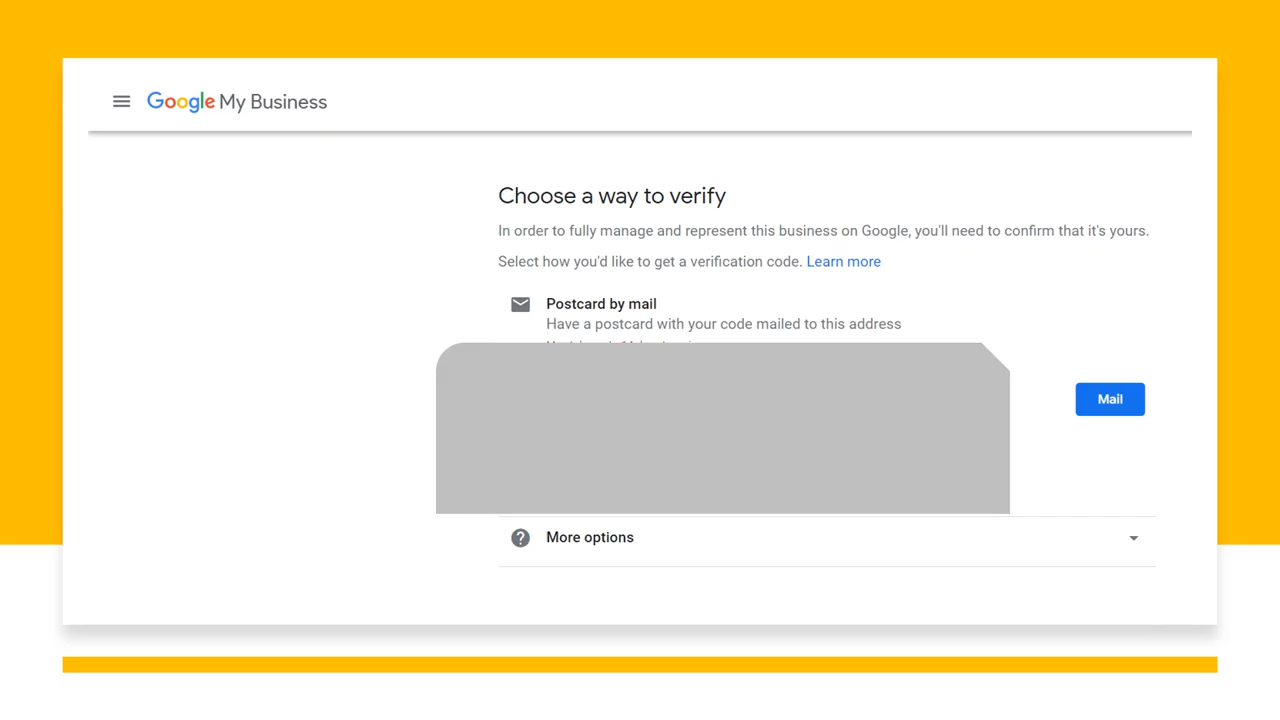 Google My Business
Choose a way to verify
In order to fully manage and represent this business on Google, you'll need to confirm that it's yours.
Select how you'd like to get a verification code. Learn more
Postcard by mail
Have a postcard with your code mailed to this address
Mail
More options